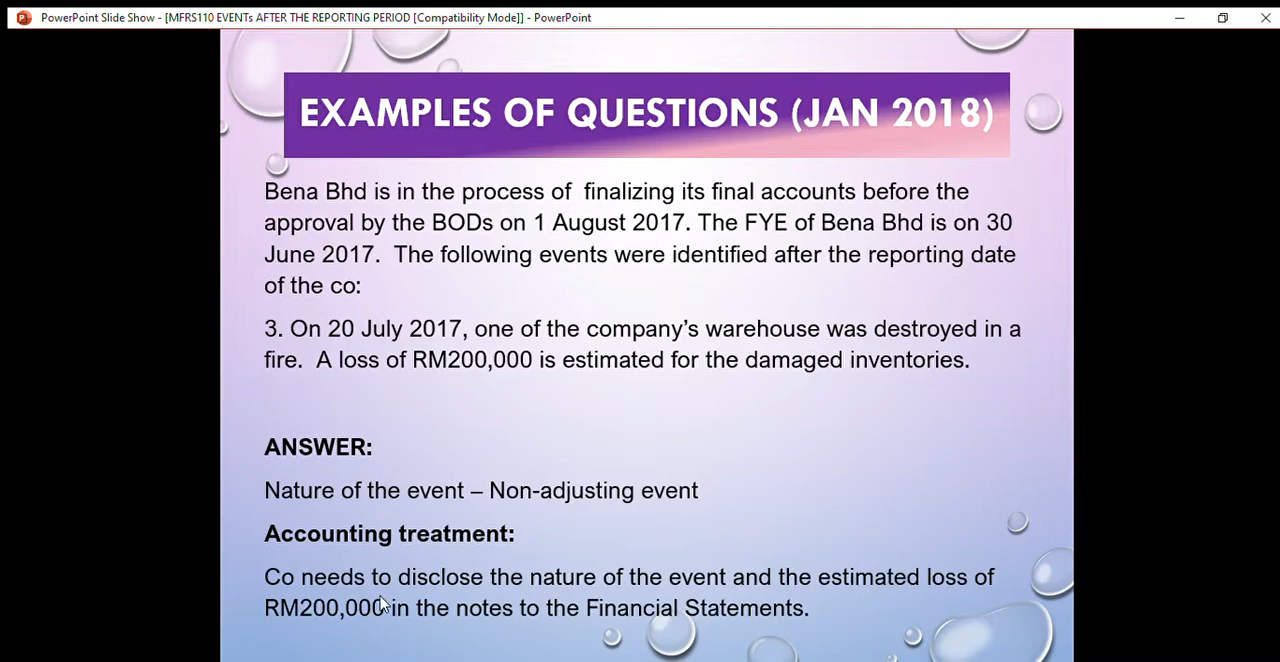 PowerPoint Slide Show - [MFRS110 EVENTs AFTER THE REPORTING PERIOD [Compatibility Mode]] - PowerPoint
EXAMPLES OF QUESTIONS (JAN 2018)
Bena Bhd is in the process of finalizing its final accounts before the
approval by the BODs on 1 August 2017. The FYE of Bena Bhd is on 30
June 2017. The following events were identified after the reporting date
of the co:
3. On 20 July 2017, one of the company's warehouse was destroyed in a
fire. A loss of RM200,000 is estimated for the damaged inventories.
ANSWER:
Nature of the event – Non-adjusting event
Accounting treatment:
Co needs to disclose the nature of the event and the estimated loss of
RM200,000 in the notes to the Financial Statements.